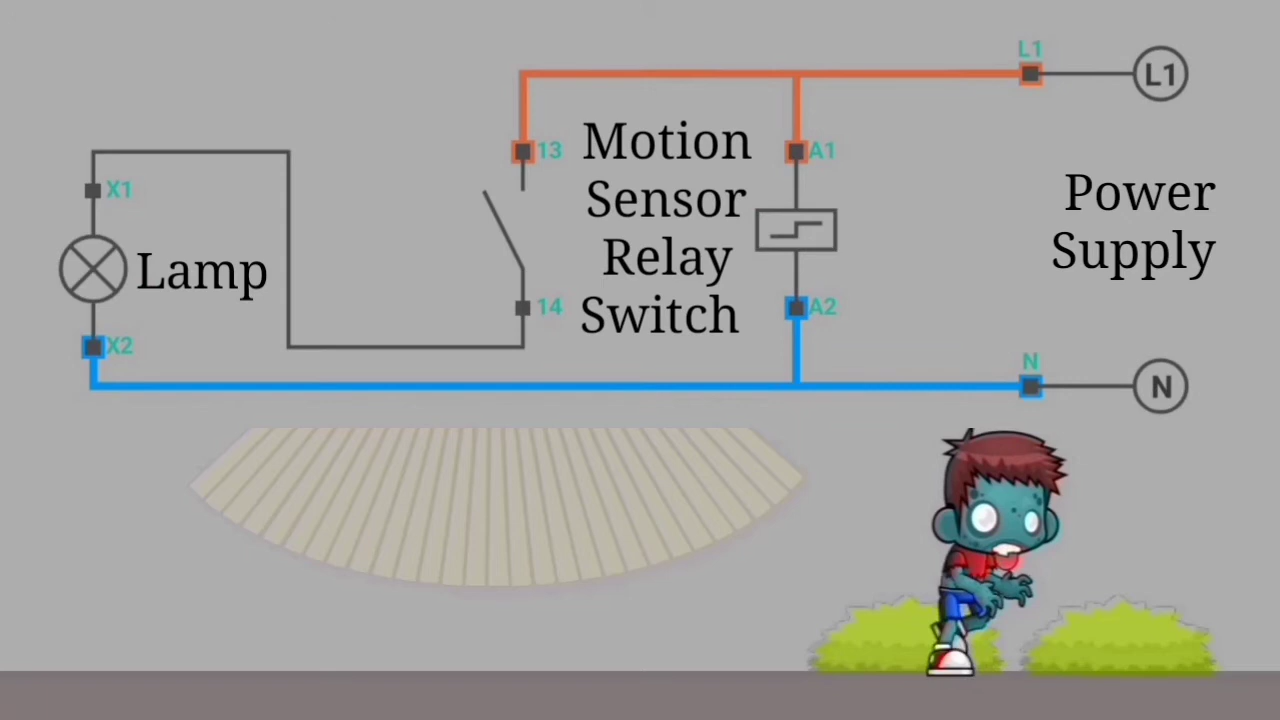 L1
L1
13
Motion
A1
Sensor
Relay
Switch
X1
Lamp
14
A2
X2
Power
Supply
N
N